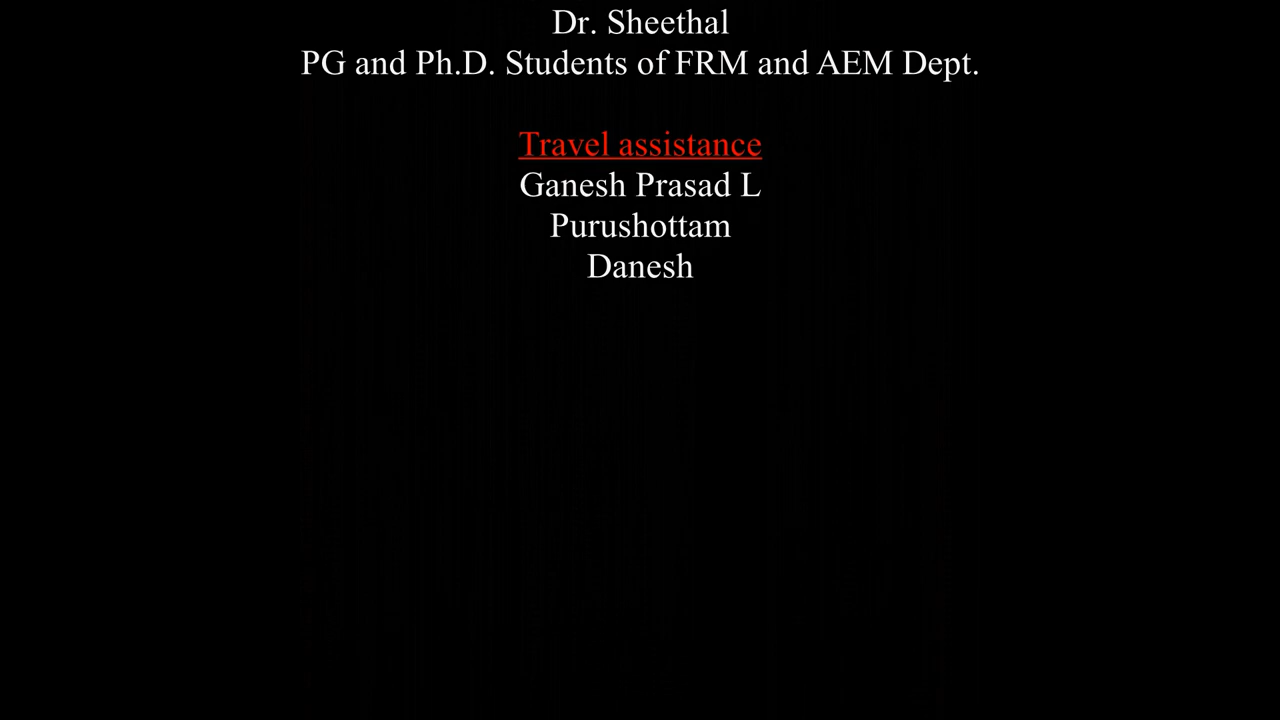 Dr. Sheethal
PG and Ph.D. Students of FRM and AEM Dept.
Travel assistance
Ganesh Prasad L
Purushottam
Danesh